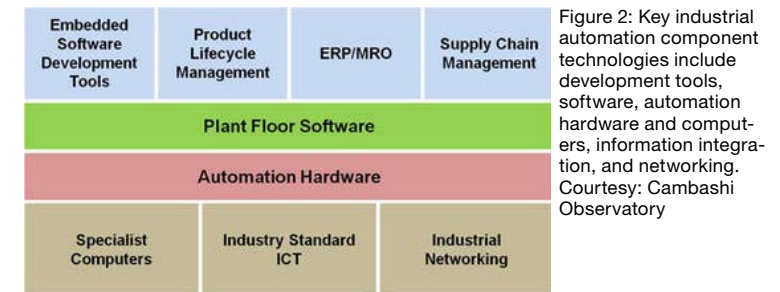 Embedded
Software
Development
Tools
Product
Lifecycle
Management
ERP/MRO
Supply Chain
Management
Plant Floor Software
Automation Hardware
Specialist
Computers
Industry Standard
ICT
Industrial
Networking
Figure 2: Key industrial
automation component
technologies include
development tools,
software, automation
hardware and comput-
ers, information integra-
tion, and networking.
Courtesy: Cambashi
Observatory